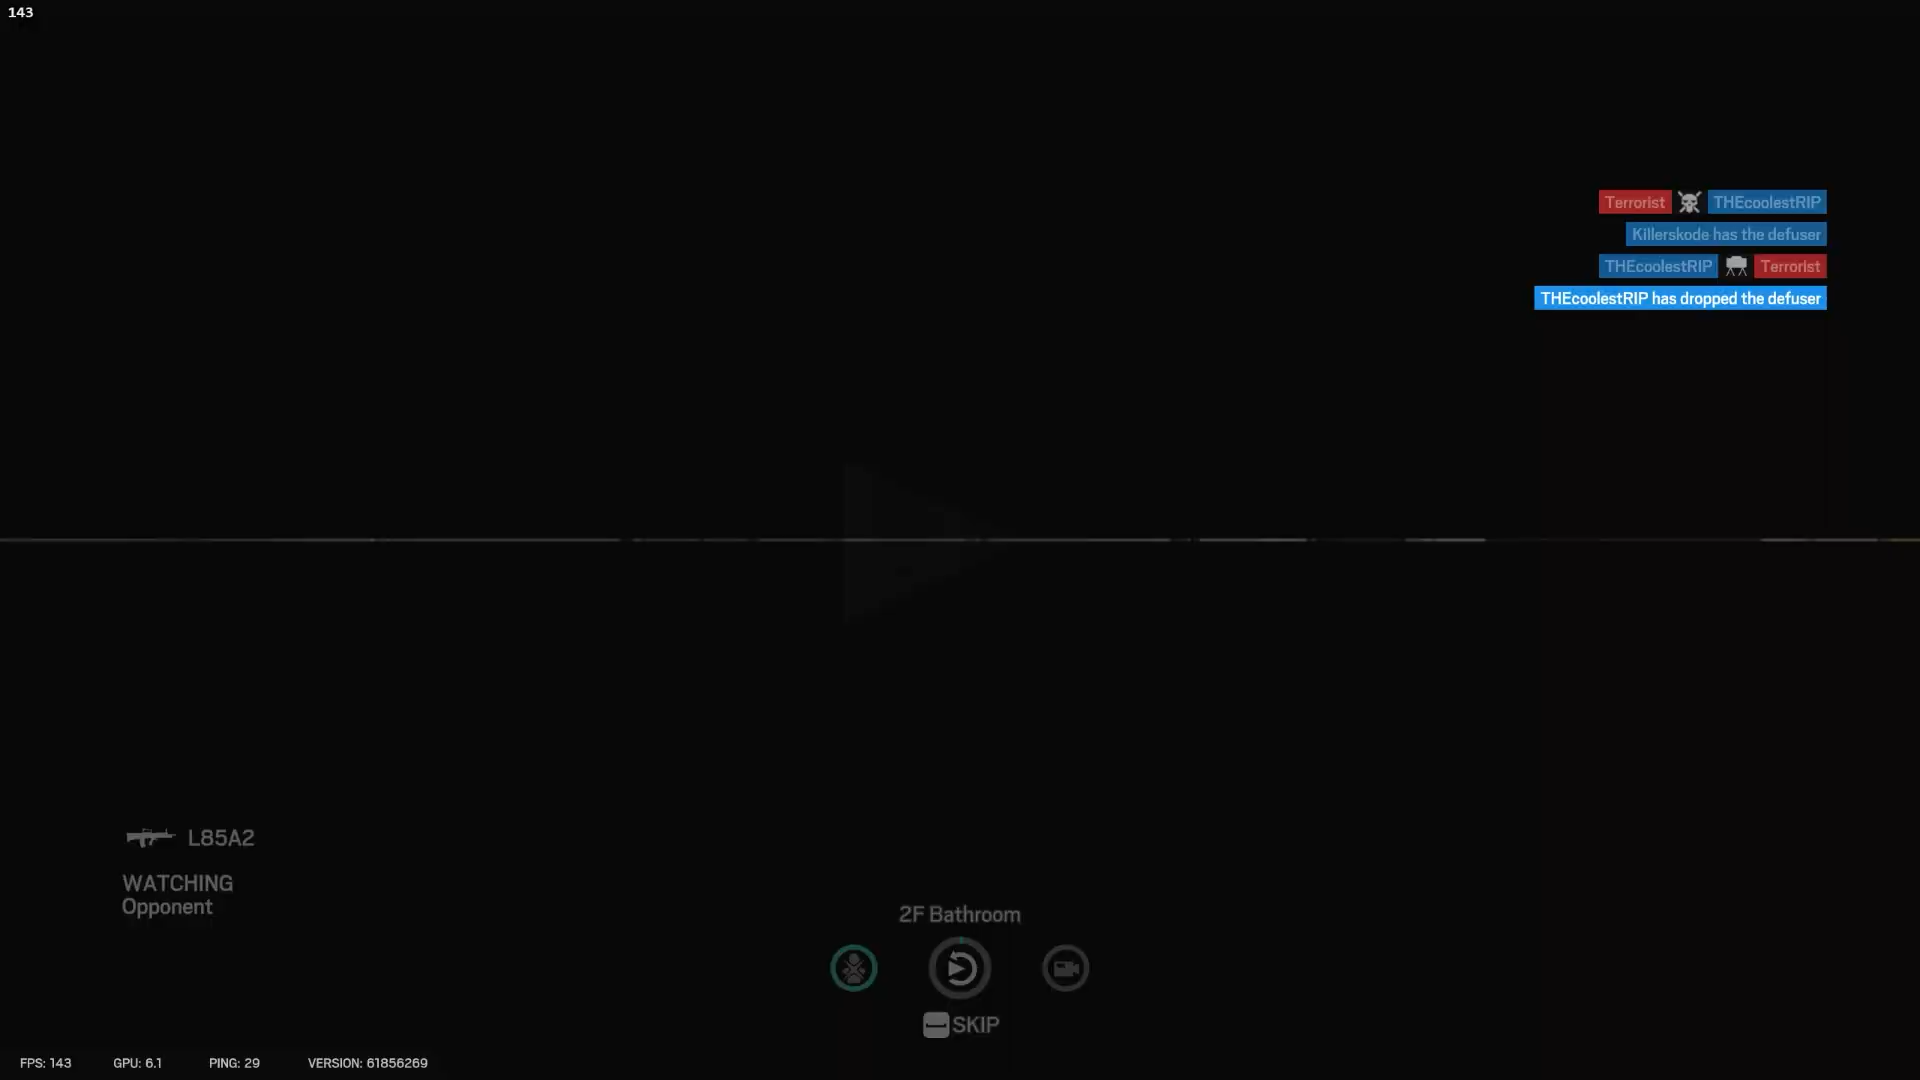 143
Terrorist THEcoolestRIP
Killerskode has the defuser
THEcoolestRIP Terrorist
THEcoolestRIP has dropped the defuser
L85A2
WATCHING
Opponent
2F Bathroom
SKIP
FPS: 143 GPU: 6.1 PING: 29 VERSION: 61856269